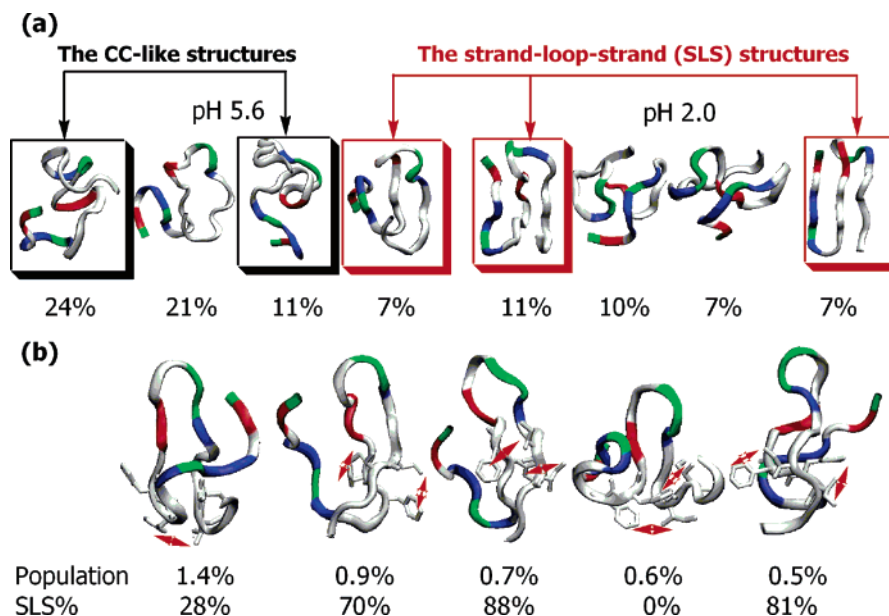 (a)
The CC-like structures
The strand-loop-strand (SLS) structures
pH 5.6
pH 2.0
24% 21% 11% 7% 11% 10% 7% 7%
(b)
Population 1.4% 0.9% 0.7% 0.6% 0.5%
SLS% 28% 70% 88% 0% 81%